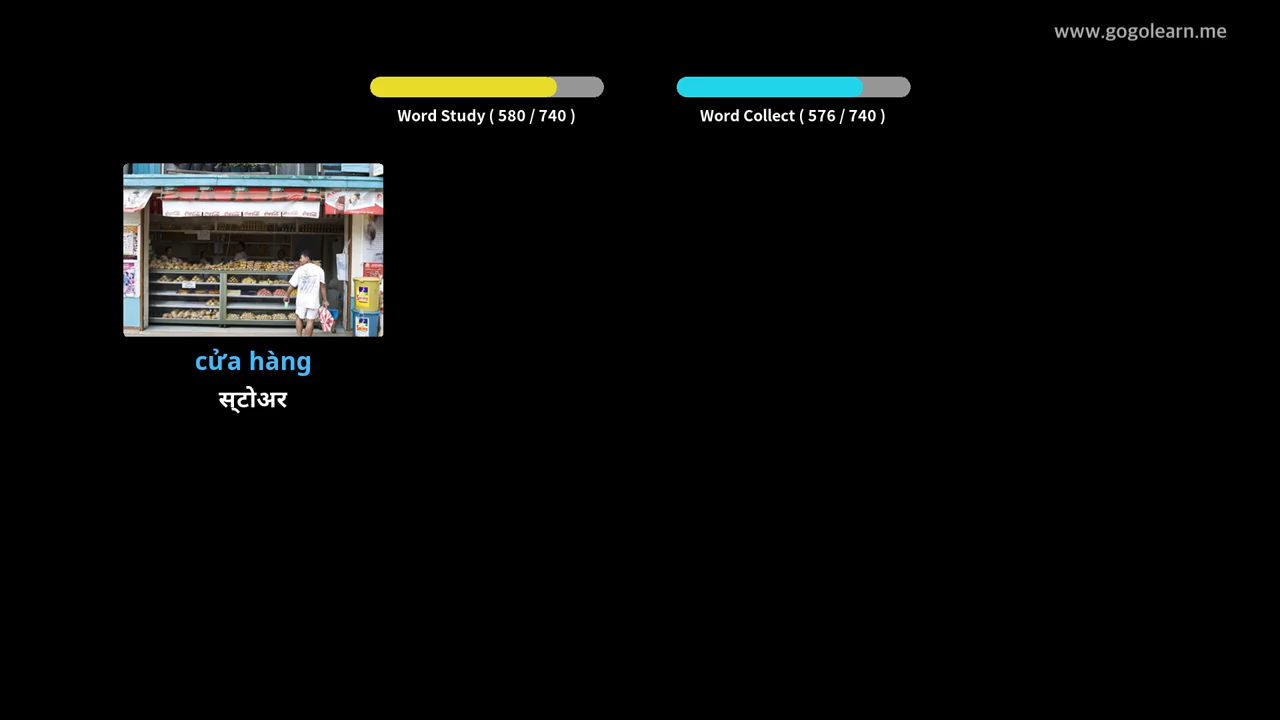 www.gogolearn.me
Word Study ( 580 / 740 )
Word Collect ( 576 / 740 )
cửa hàng
स्टोअर